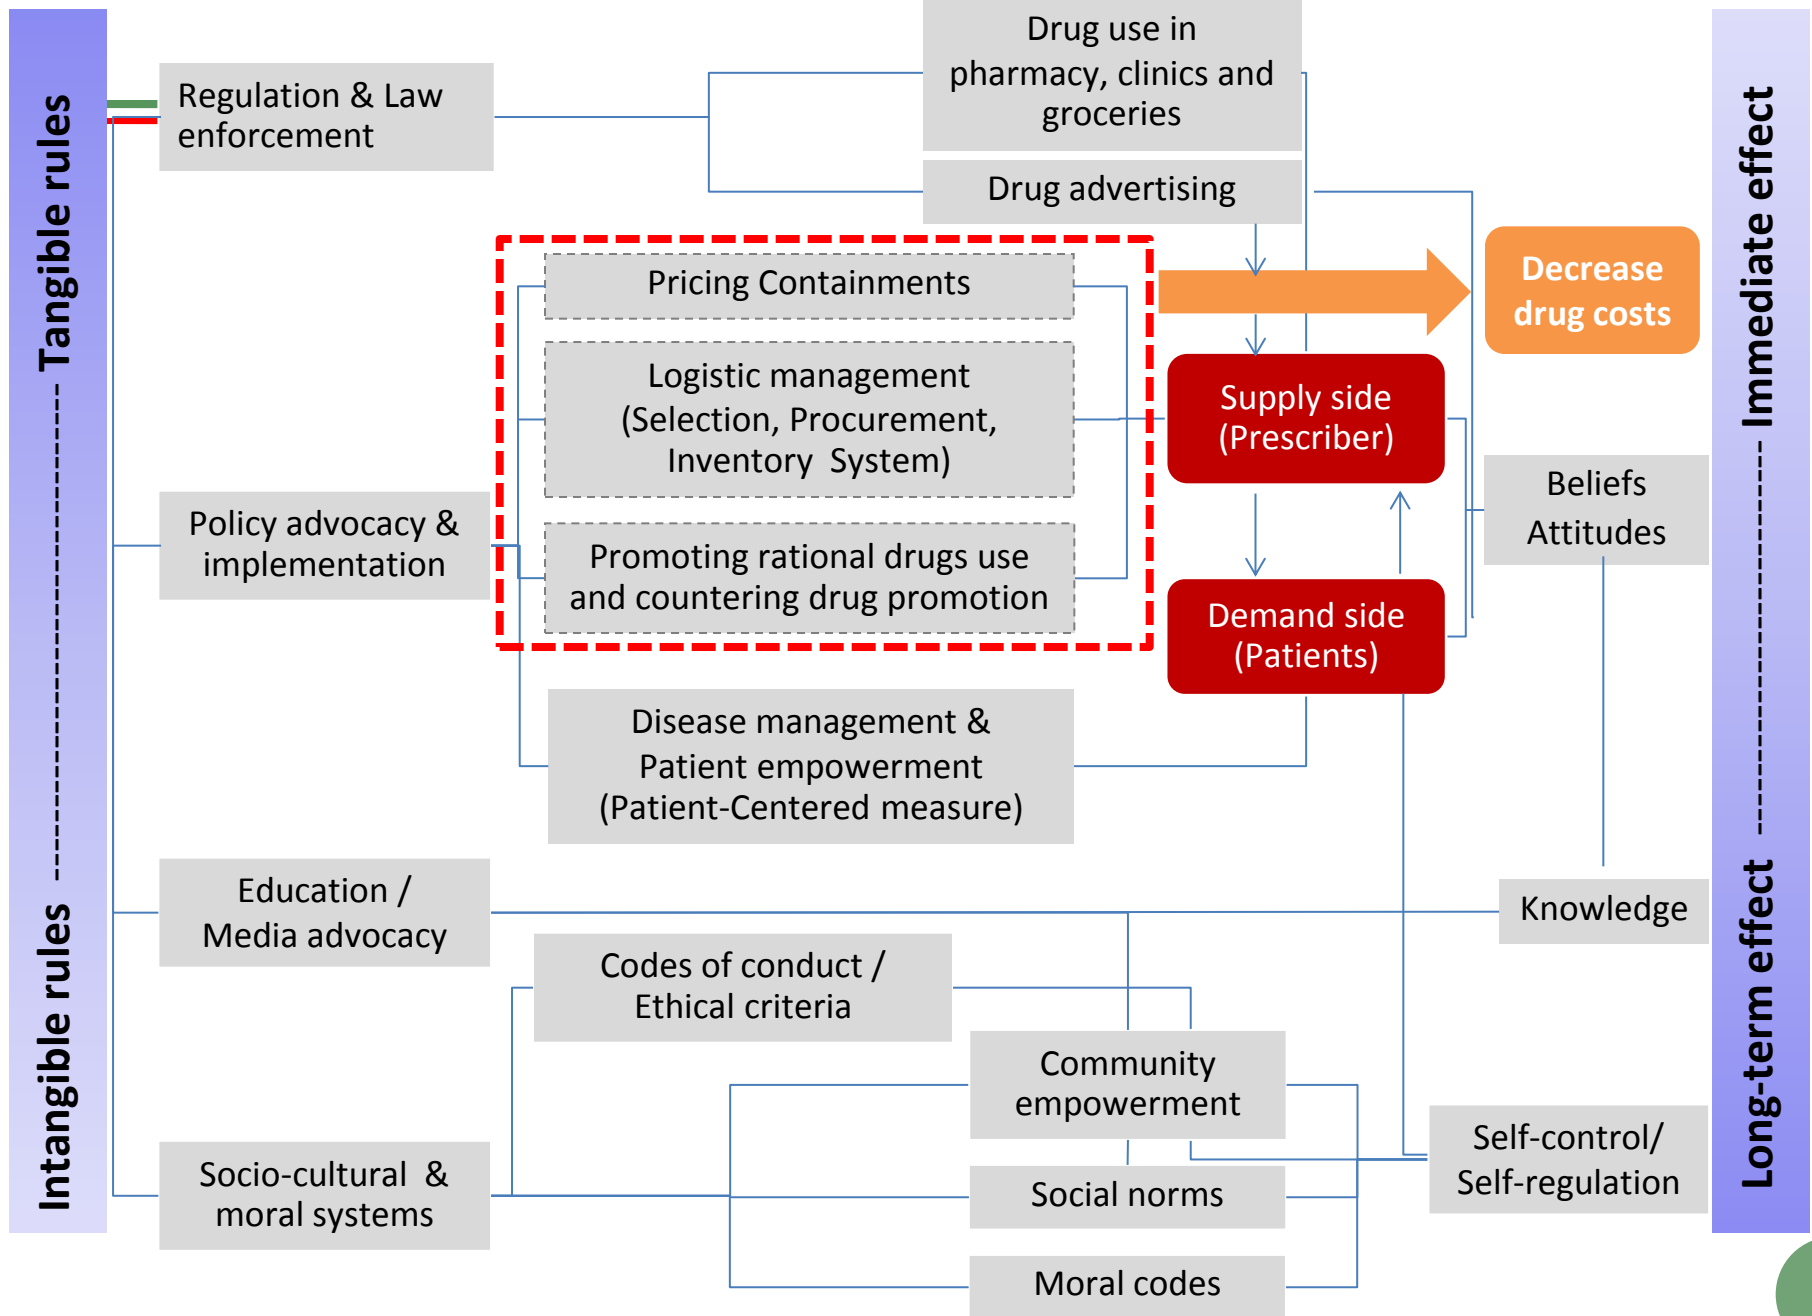 Tangible rules
Intangible rules
Regulation & Law
enforcement
Drug use in
pharmacy, clinics and
groceries
Drug advertising
Pricing Containments
Logistic management
(Selection, Procurement,
Inventory System)
Promoting rational drugs use
and countering drug promotion
Policy advocacy &
implementation
Disease management &
Patient empowerment
(Patient-Centered measure)
Supply side
(Prescriber)
Demand side
(Patients)
Decrease
drug costs
Beliefs
Attitudes
Knowledge
Education /
Media advocacy
Codes of conduct /
Ethical criteria
Community
empowerment
Social norms
Moral codes
Socio-cultural &
moral systems
Self-control/
Self-regulation
Immediate effect
Long-term effect